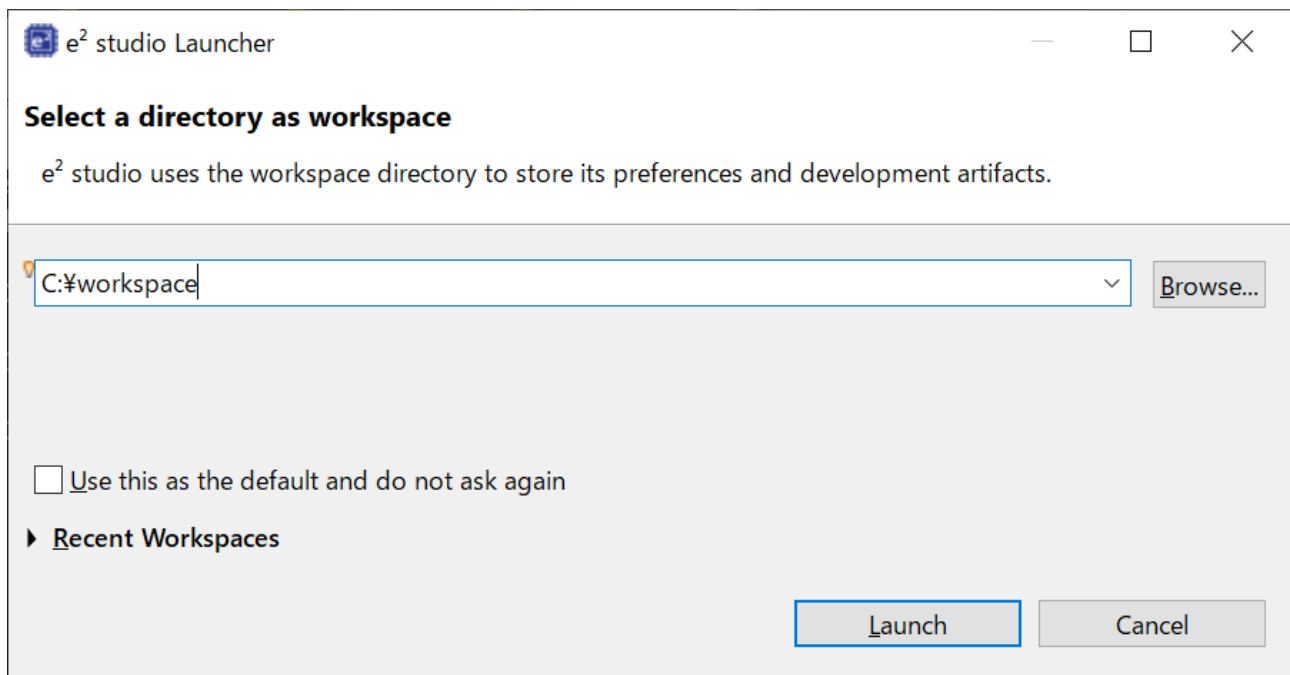 e² studio Launcher
Select a directory as workspace
e² studio uses the workspace directory to store its preferences and development artifacts.
C:¥workspace
Browse...
Use this as the default and do not ask again
Recent Workspaces
Launch
Cancel